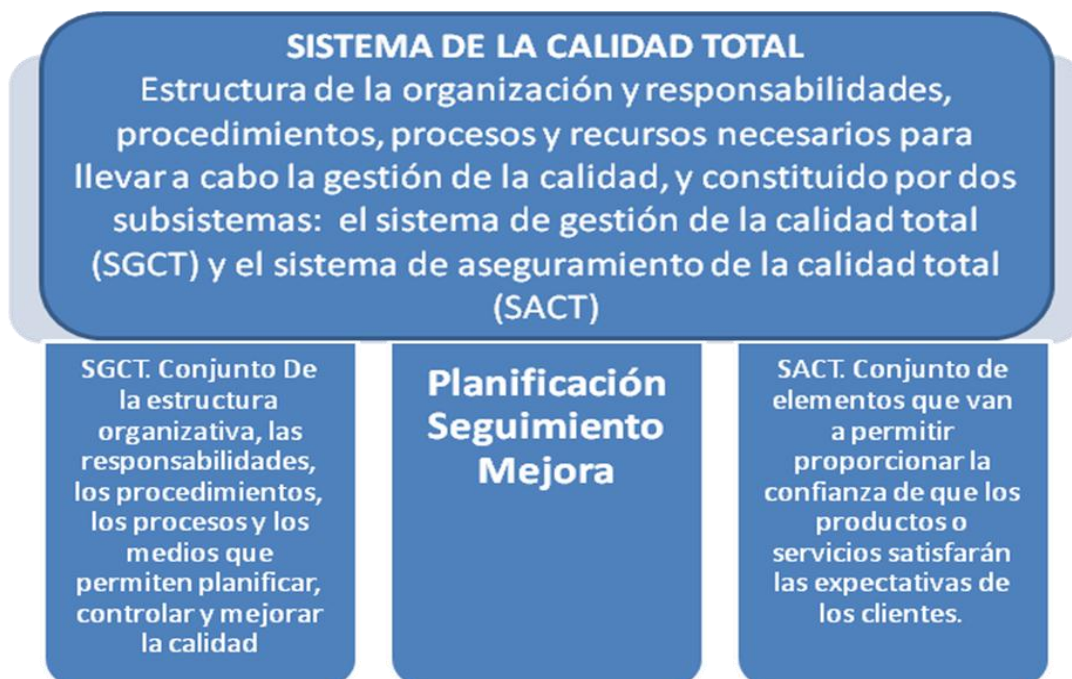 SISTEMA DE LA CALIDAD TOTAL
Estructura de la organización y responsabilidades,
procedimientos, procesos y recursos necesarios para
llevar a cabo la gestión de la calidad, y constituido por dos
subsistemas: el sistema de gestión de la calidad total
(SGCT) y el sistema de aseguramiento de la calidad total
(SACT)
SGCT. Conjunto De
la estructura
organizativa, las
responsabilidades,
los procedimientos,
los procesos y los
medios que
permiten planificar,
controlar y mejorar
la calidad
Planificación
Seguimiento
Mejora
SACT. Conjunto de
elementos que van
a permitir
proporcionar la
confianza de que los
productos o
servicios satisfarán
las expectativas de
los clientes.